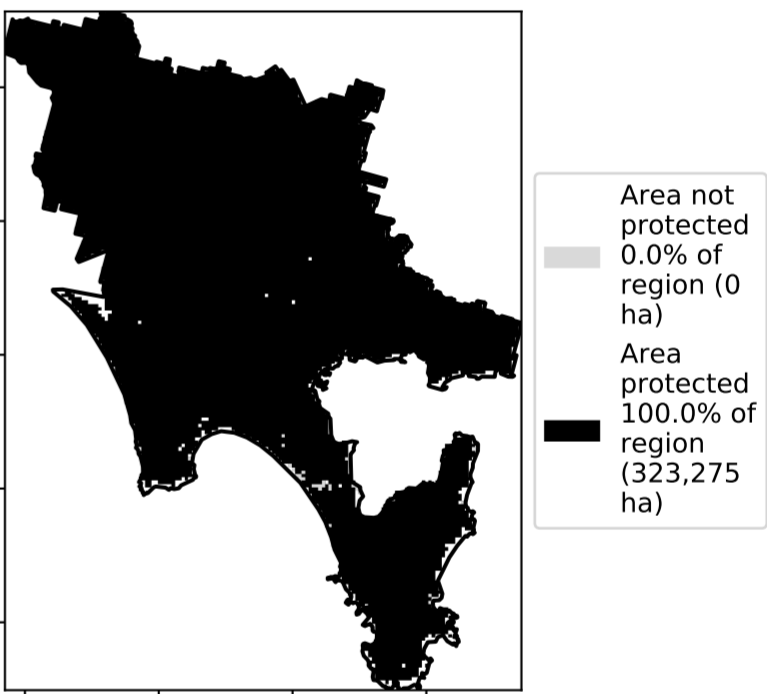 Area not
protected
0.0% of
region (0
ha)
Area
protected
100.0% of
region
(323,275
ha)